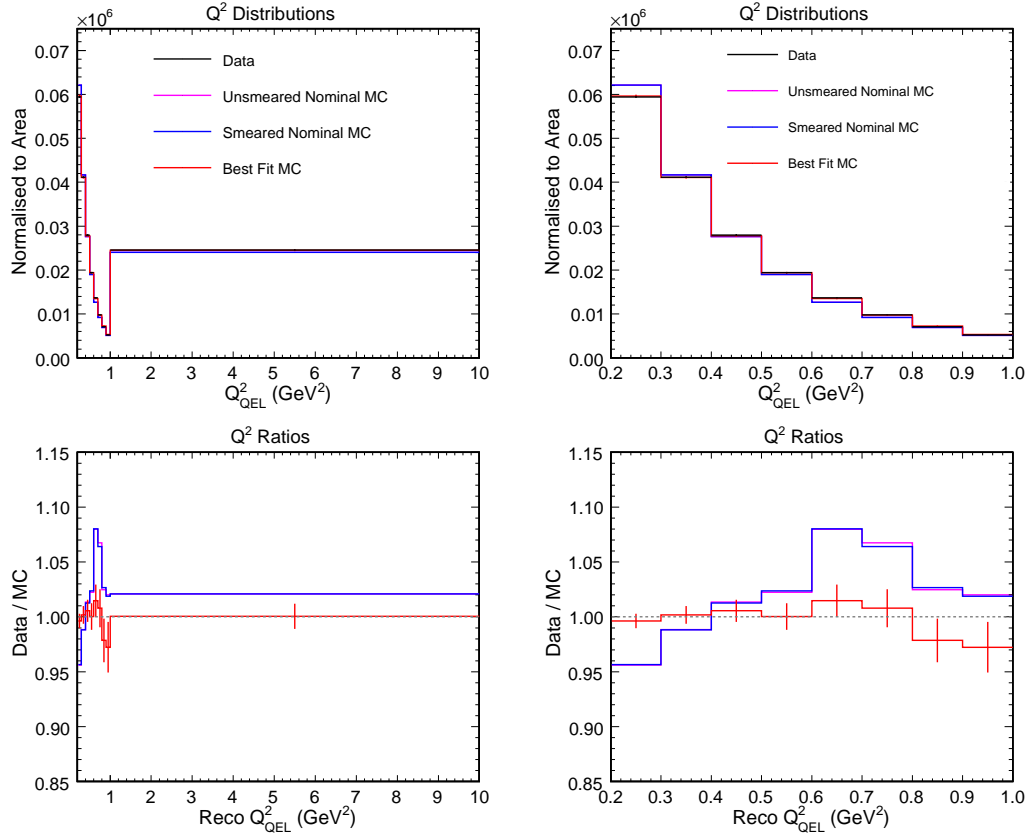 Q² Distributions
×10⁶
Normalised to Area
0.07
0.06
0.05
0.04
0.03
0.02
0.01
0.00
Data
Unsmeared Nominal MC
Smeared Nominal MC
Best Fit MC
1 2 3 4 5 6 7 8 9 10
Q²QEL (GeV²)
Q² Distributions
×10⁶
Normalised to Area
0.07
0.06
0.05
0.04
0.03
0.02
0.01
0.00
Data
Unsmeared Nominal MC
Smeared Nominal MC
Best Fit MC
0.2 0.3 0.4 0.5 0.6 0.7 0.8 0.9 1.0
Q²QEL (GeV²)
Q² Ratios
Data / MC
1.15
1.10
1.05
1.00
0.95
0.90
0.85
1 2 3 4 5 6 7 8 9 10
Reco Q²QEL (GeV²)
Q² Ratios
Data / MC
1.15
1.10
1.05
1.00
0.95
0.90
0.85
0.2 0.3 0.4 0.5 0.6 0.7 0.8 0.9 1.0
Reco Q²QEL (GeV²)